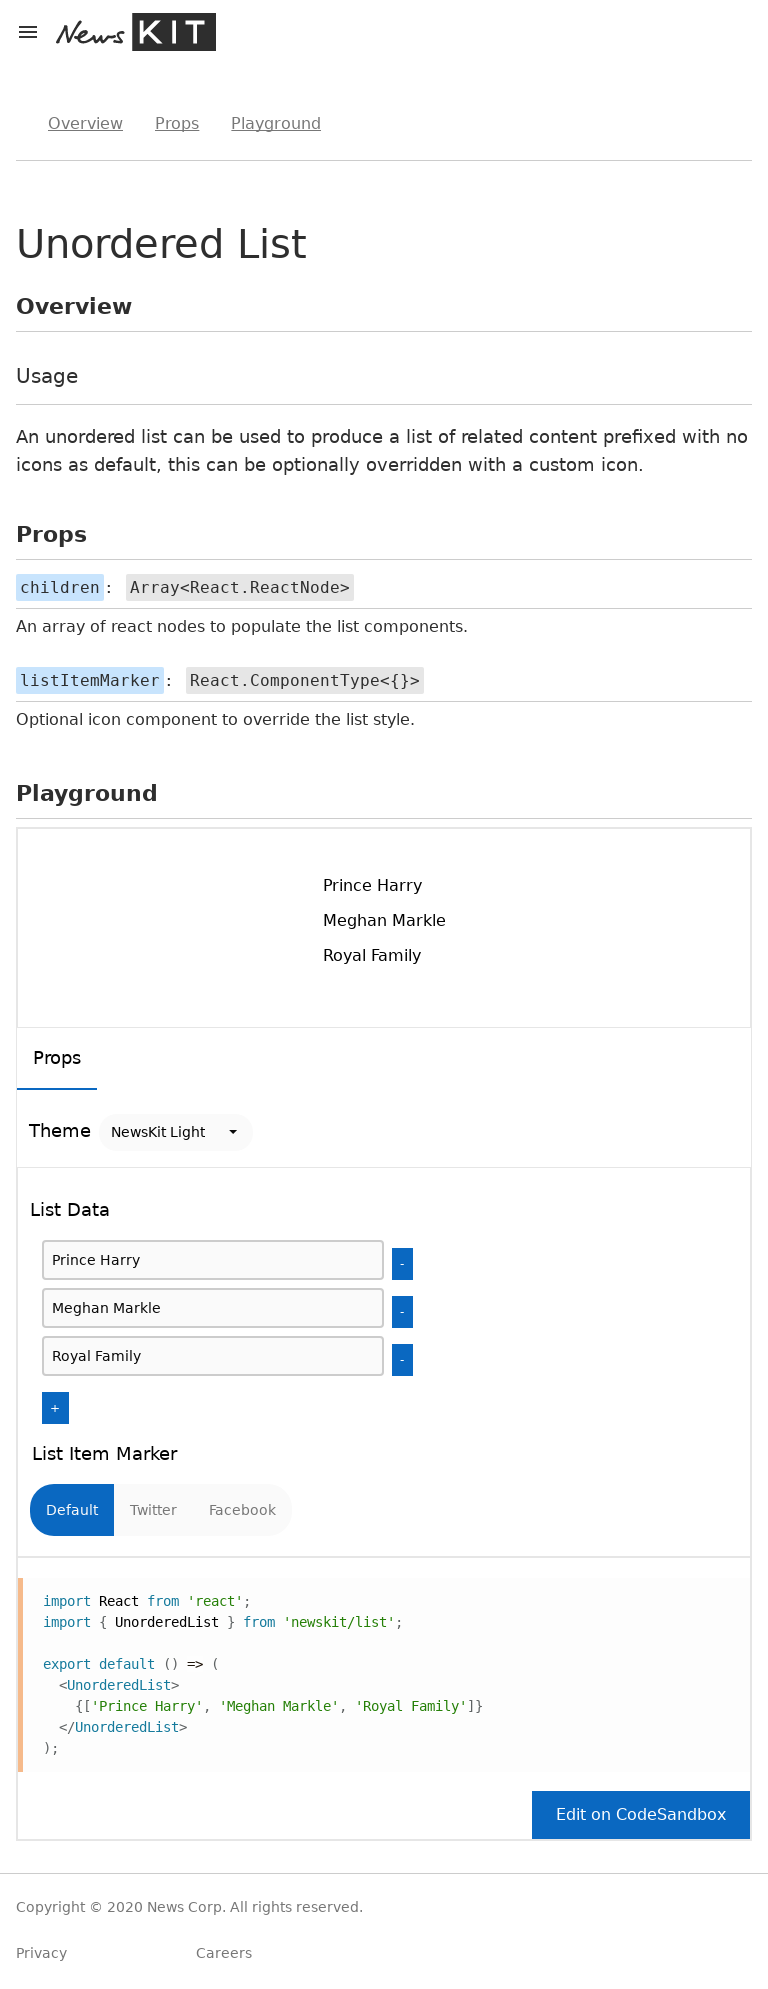 News KIT
Overview Props Playground
Unordered List
Overview
Usage
An unordered list can be used to produce a list of related content prefixed with no
icons as default, this can be optionally overridden with a custom icon.
Props
children: Array<React.ReactNode>
An array of react nodes to populate the list components.
listItemMarker: React.ComponentType<{}>
Optional icon component to override the list style.
Playground
Prince Harry
Meghan Markle
Royal Family
Props
Theme NewsKit Light
List Data
Prince Harry -
Meghan Markle -
Royal Family -
+
List Item Marker
Default Twitter Facebook
import React from 'react';
import { UnorderedList } from 'newskit/list';
export default () => (
  <UnorderedList>
    {['Prince Harry', 'Meghan Markle', 'Royal Family']}
  </UnorderedList>
);
Edit on CodeSandbox
Copyright © 2020 News Corp. All rights reserved.
Privacy Careers